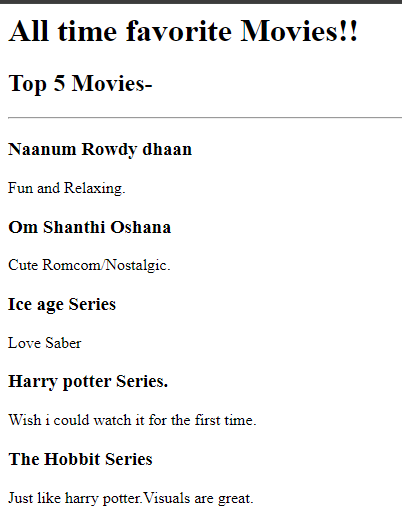 All time favorite Movies!!
Top 5 Movies-
Naanum Rowdy dhaan
Fun and Relaxing.
Om Shanthi Oshana
Cute Romcom/Nostalgic.
Ice age Series
Love Saber
Harry potter Series.
Wish i could watch it for the first time.
The Hobbit Series
Just like harry potter.Visuals are great.